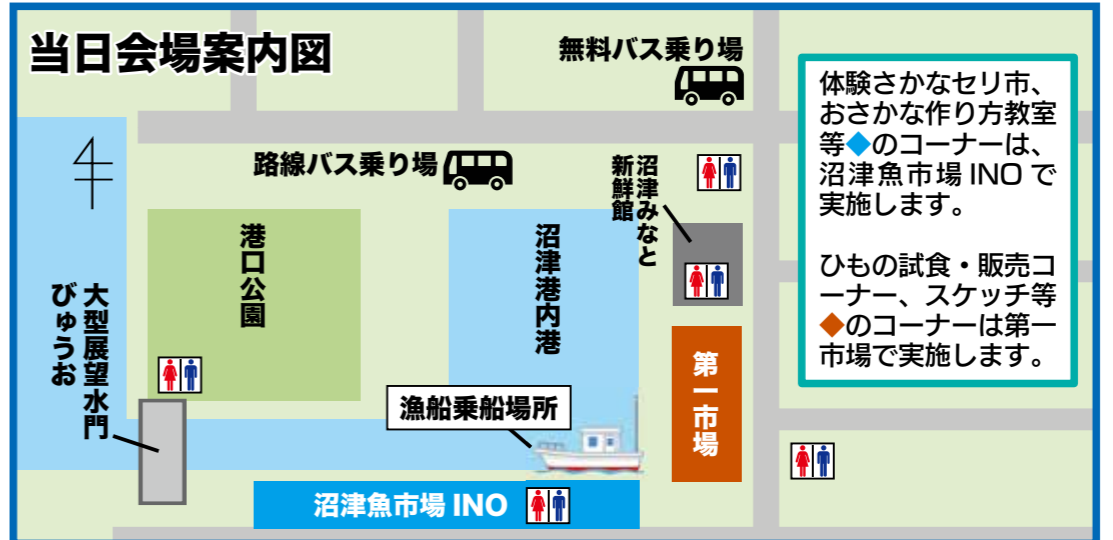 当日会場案内図
無料バス乗り場
路線バス乗り場
沼津みなと
新鮮館
港口公園
沼津港内港
大型展望水門
びゅうお
漁船乗船場所
第一市場
沼津魚市場 INO
体験さかなセリ市、
おさかな作り方教室
等◆のコーナーは、
沼津魚市場 INO で
実施します。
ひもの試食・販売コ
ーナー、スケッチ等
◆のコーナーは第一
市場で実施します。